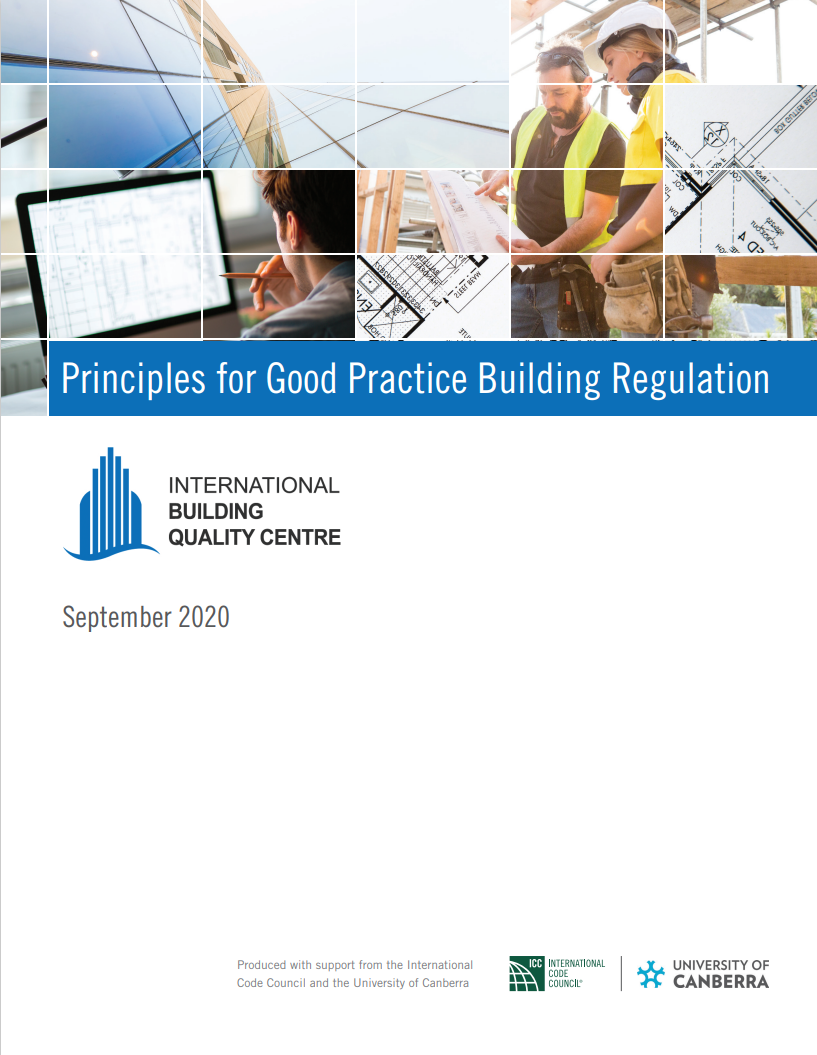 Principles for Good Practice Building Regulation
INTERNATIONAL
BUILDING
QUALITY CENTRE
September 2020
Produced with support from the International
Code Council and the University of Canberra
ICC
INTERNATIONAL
CODE
COUNCIL®
UNIVERSITY OF
CANBERRA